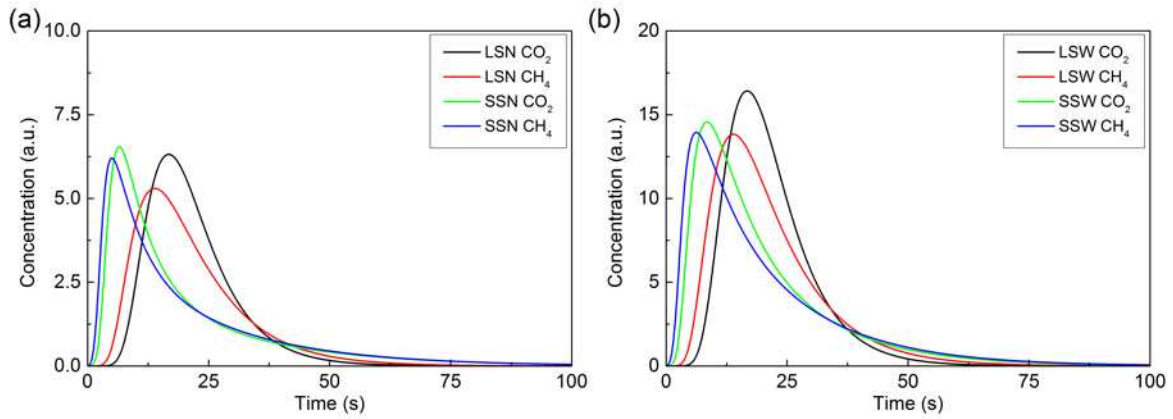 (a)
10.0
7.5
5.0
2.5
0.0
Concentration (a.u.)
LSN CO₂
LSN CH₄
SSN CO₂
SSN CH₄
0 25 50 75 100
Time (s)
(b)
20
15
10
5
0
Concentration (a.u.)
LSW CO₂
LSW CH₄
SSW CO₂
SSW CH₄
0 25 50 75 100
Time (s)